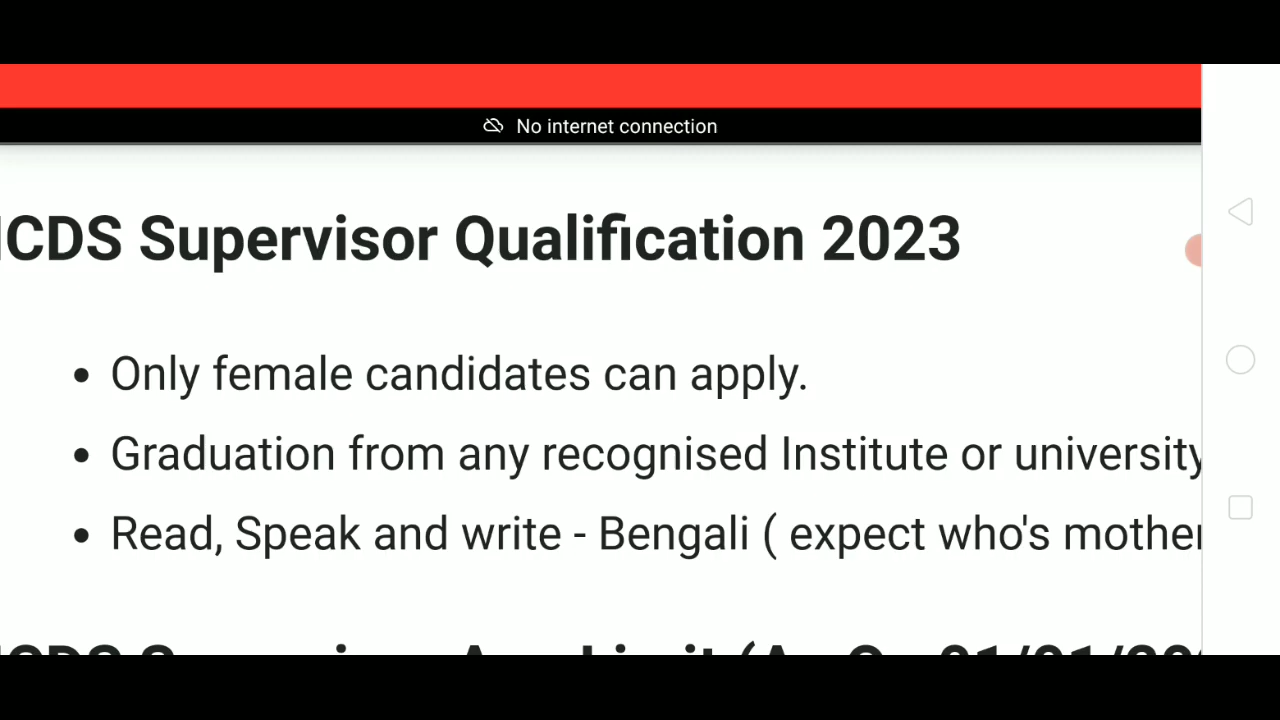 No internet connection
ICDS Supervisor Qualification 2023
• Only female candidates can apply.
• Graduation from any recognised Institute or university
• Read, Speak and write - Bengali ( expect who's mother